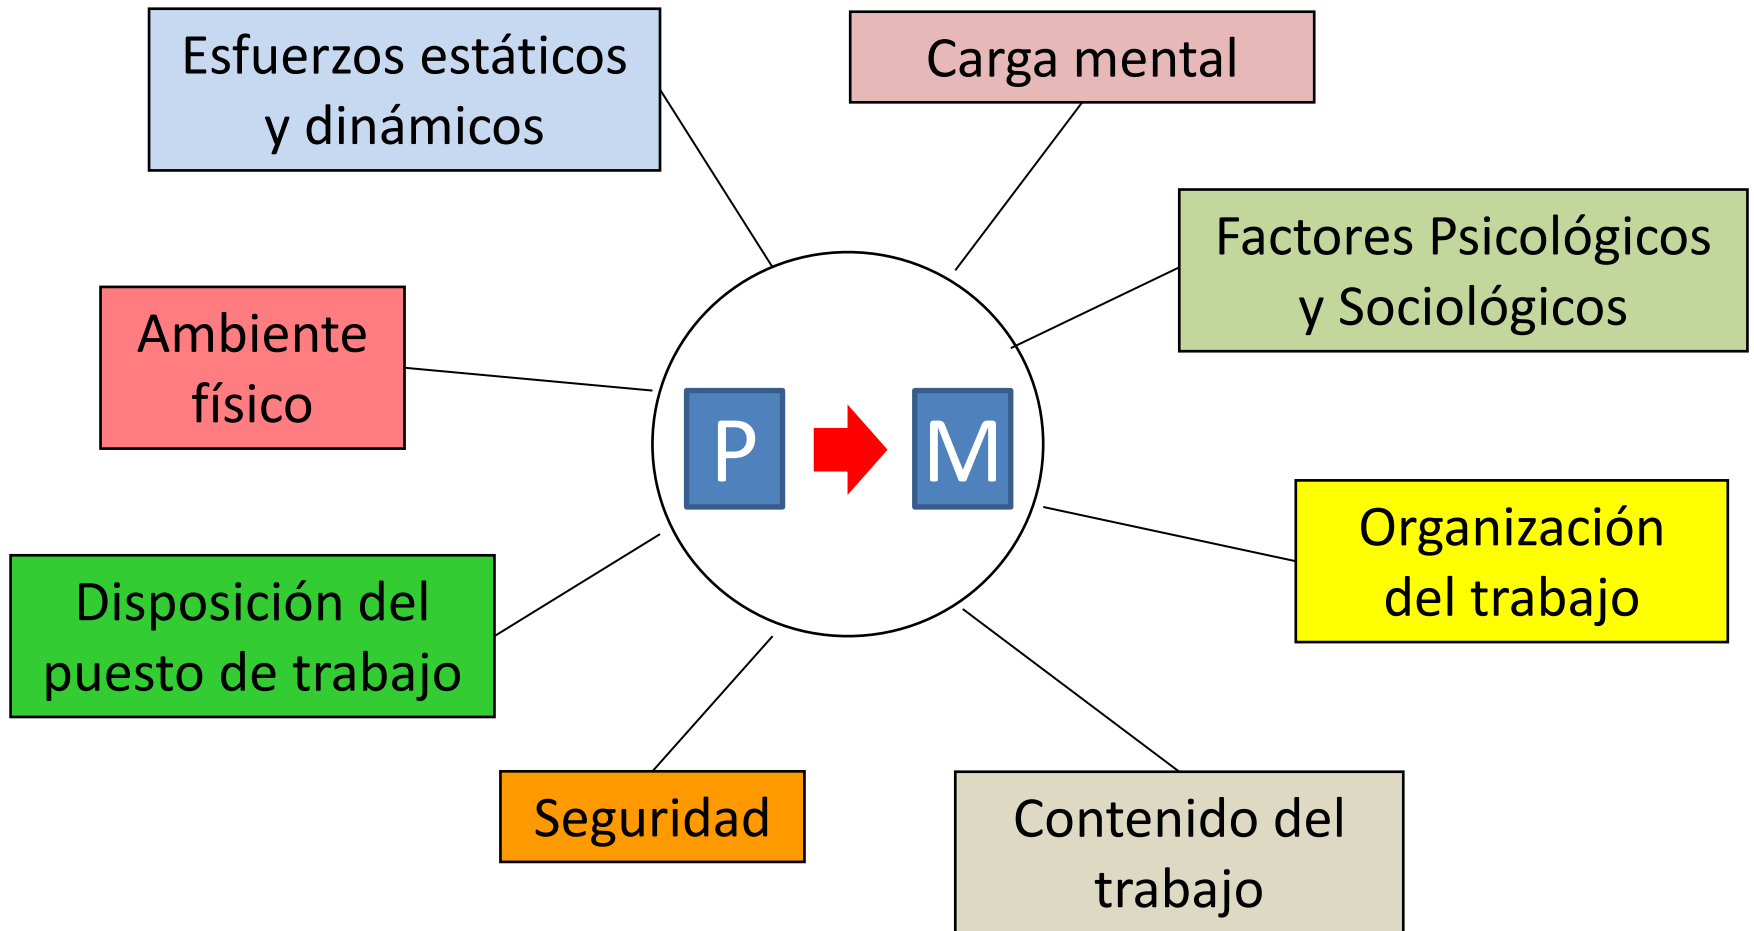 Esfuerzos estáticos
y dinámicos
Carga mental
Factores Psicológicos
y Sociológicos
Ambiente
físico
P
M
Organización
del trabajo
Disposición del
puesto de trabajo
Seguridad
Contenido del
trabajo